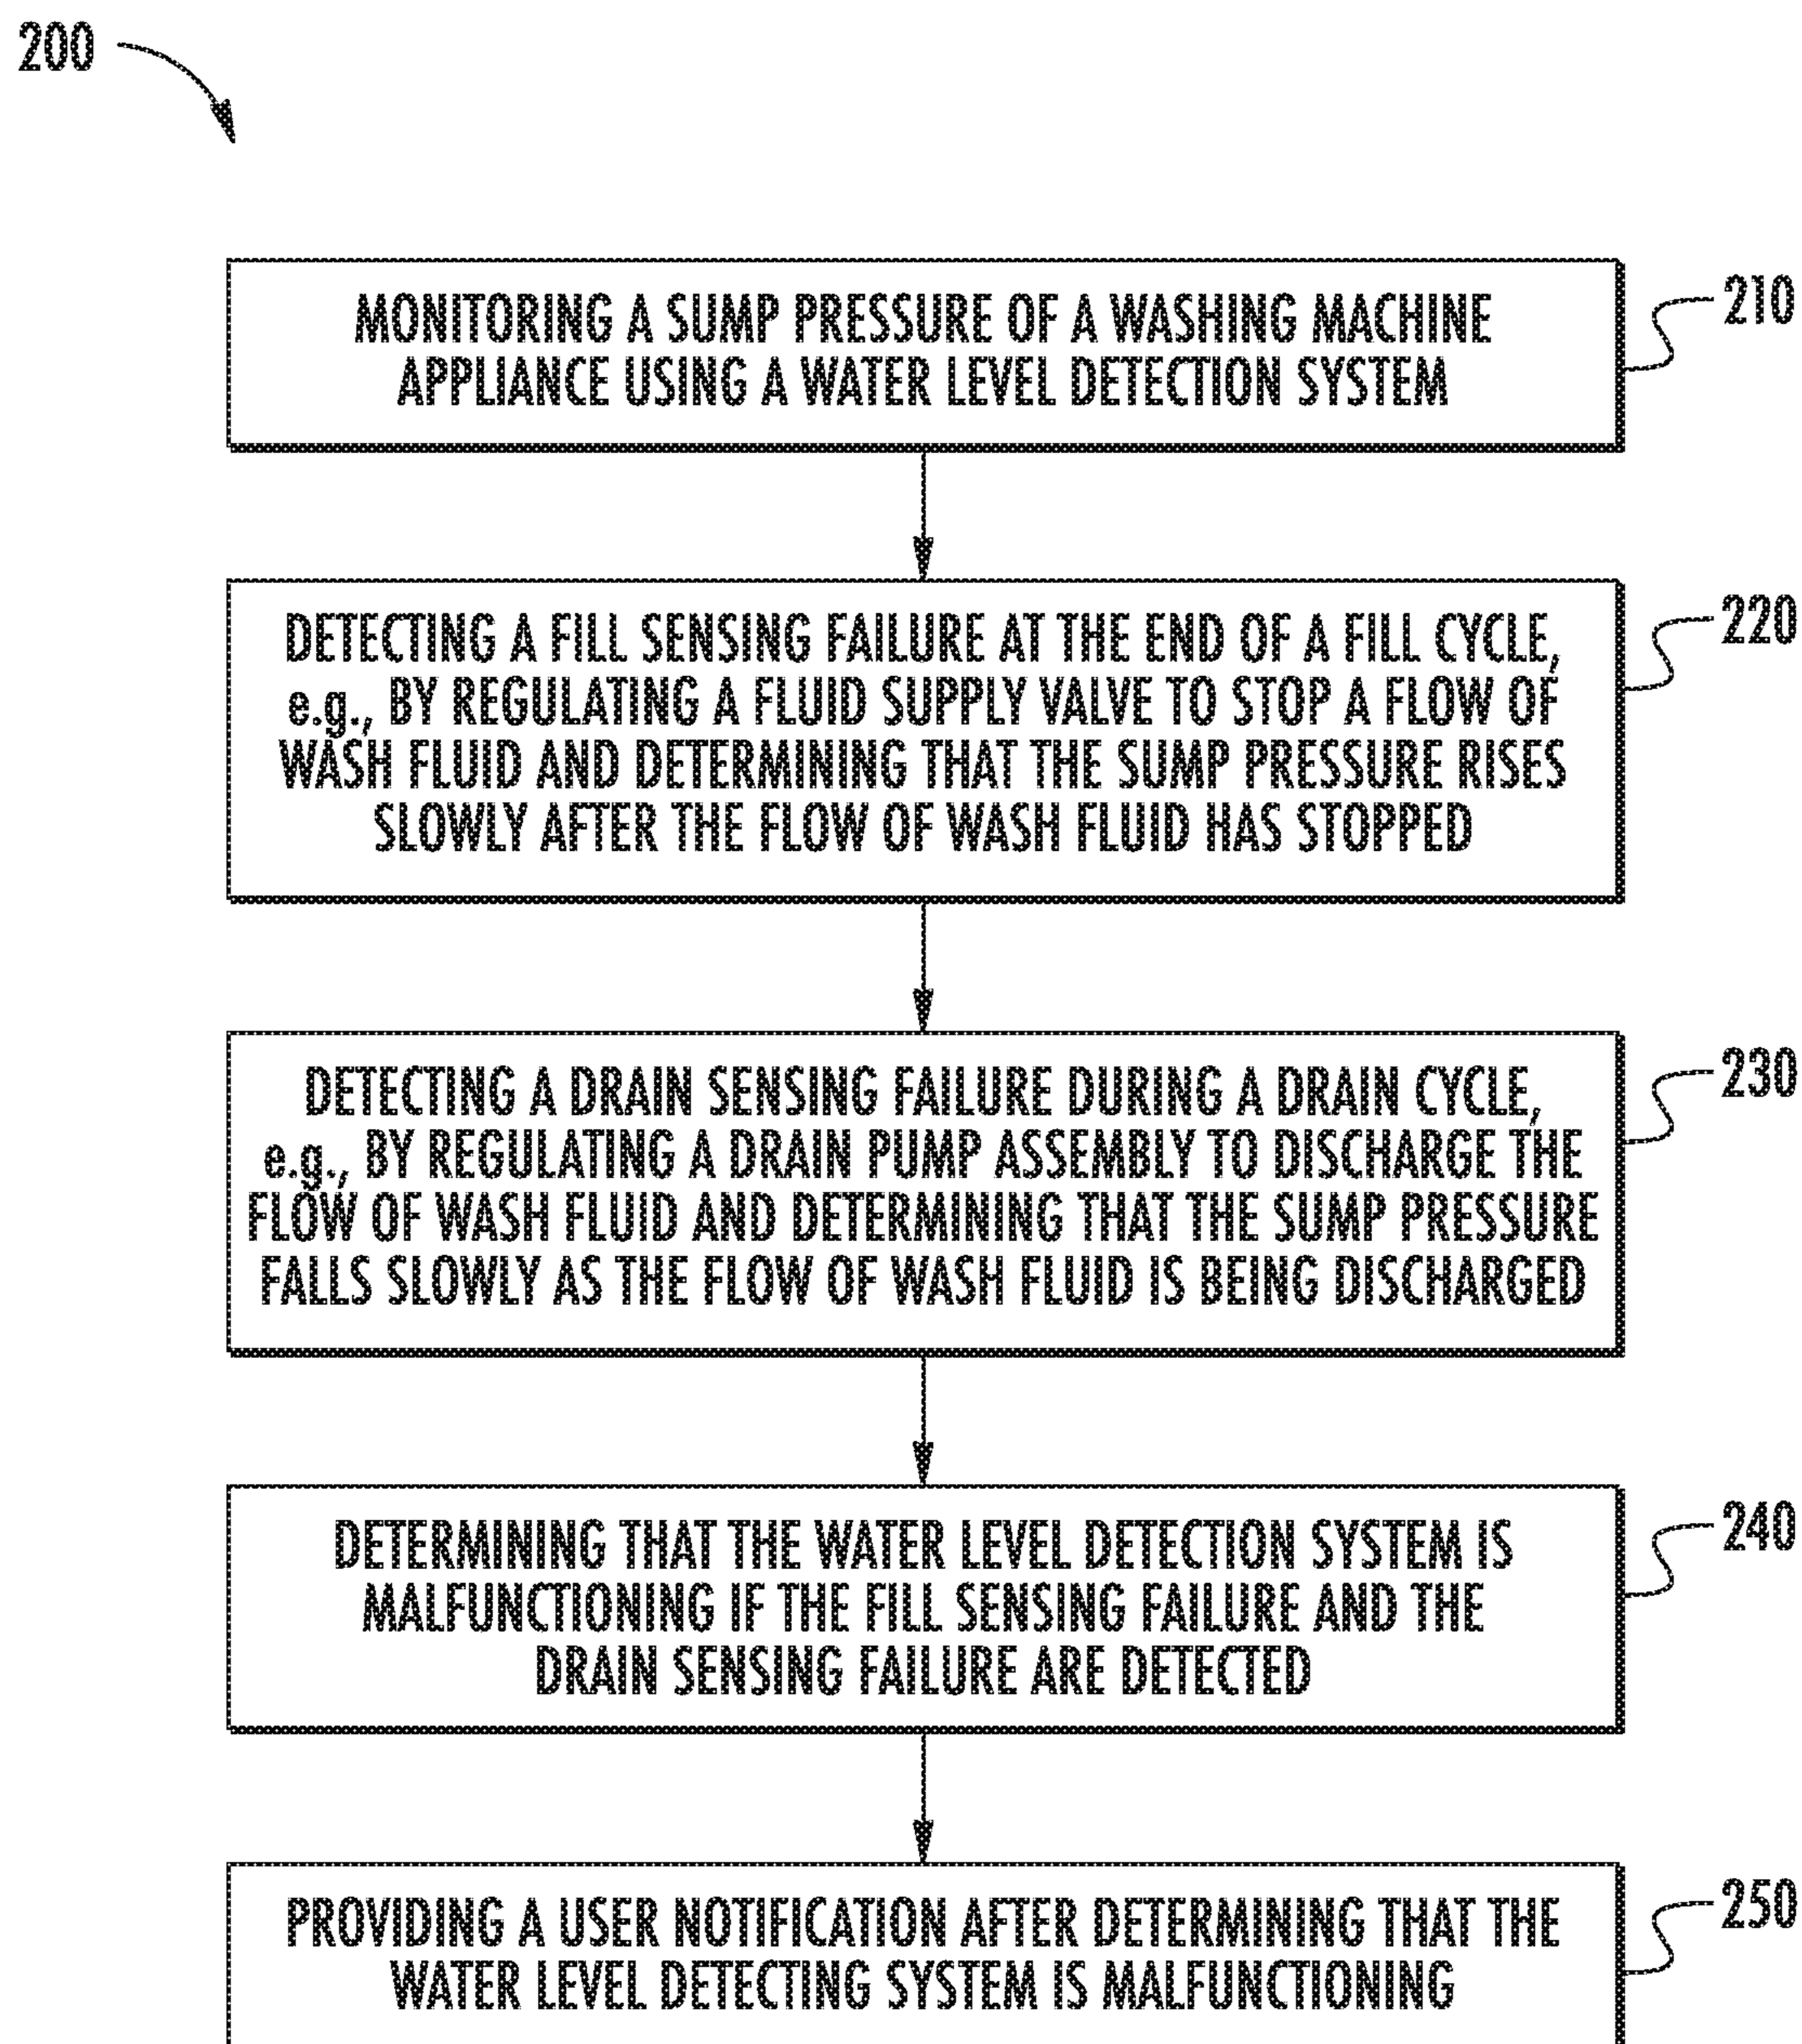 200
MONITORING A SUMP PRESSURE OF A WASHING MACHINE
APPLIANCE USING A WATER LEVEL DETECTION SYSTEM
210
DETECTING A FILL SENSING FAILURE AT THE END OF A FILL CYCLE,
e.g., BY REGULATING A FLUID SUPPLY VALVE TO STOP A FLOW OF
WASH FLUID AND DETERMINING THAT THE SUMP PRESSURE RISES
SLOWLY AFTER THE FLOW OF WASH FLUID HAS STOPPED
220
DETECTING A DRAIN SENSING FAILURE DURING A DRAIN CYCLE,
e.g., BY REGULATING A DRAIN PUMP ASSEMBLY TO DISCHARGE THE
FLOW OF WASH FLUID AND DETERMINING THAT THE SUMP PRESSURE
FALLS SLOWLY AS THE FLOW OF WASH FLUID IS BEING DISCHARGED
230
DETERMINING THAT THE WATER LEVEL DETECTION SYSTEM IS
MALFUNCTIONING IF THE FILL SENSING FAILURE AND THE
DRAIN SENSING FAILURE ARE DETECTED
240
PROVIDING A USER NOTIFICATION AFTER DETERMINING THAT THE
WATER LEVEL DETECTING SYSTEM IS MALFUNCTIONING
250